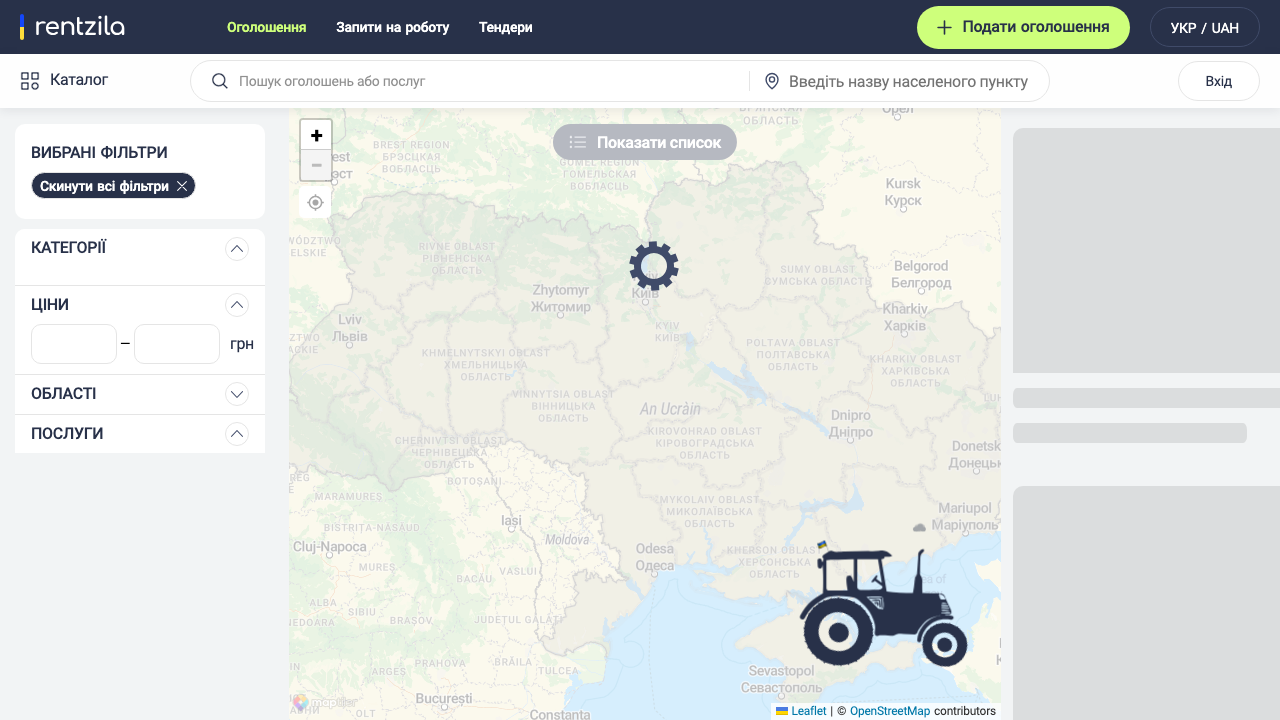 rentzila
Оголошення
Запити на роботу
Тендери
Подати оголошення
УКР / UAH
Каталог
Пошук оголошень або послуг
Введіть назву населеного пункту
Вхід
ВИБРАНІ ФІЛЬТРИ
Скинути всі фільтри
КАТЕГОРІЇ
ЦІНИ
–
грн
ОБЛАСТІ
ПОСЛУГИ
+
−
Показати список
BREST REGION
БРЭСЦКАЯ
ВОБЛАСЦЬ
GOMEL REGION
ГОМЕЛЬСКАЯ
ВОБЛАСЦЬ
ОБЛАСТЬ
Kursk
Курск
RIVNE OBLAST
РІВНЕНСЬКА
ОБЛАСТЬ
SUMY OBLAST
СУМСЬКА ОБЛАСТЬ
Belgorod
Белгород
Zhytomyr
Житомир
Київ
Kharkiv
Харків
Lviv
Львів
KYIV
КИЇВ
POLTAVA OBLAST
ПОЛТАВСЬКА
ОБЛАСТЬ
KHMELNYTSKYI OBLAST
ХМЕЛЬНИЦЬКА
ОБЛАСТЬ
KHARKIV OBLAST
ХАРКІВСЬКА
ОБЛАСТЬ
VINNYTSIA OBLAST
ВІННИЦЬКА
ОБЛАСТЬ
An Ucràin
Dnipro
Дніпро
KIROVOHRAD OBLAST
КІРОВОГРАДСЬКА
ОБЛАСТЬ
CHERNIVTSI OBLAST
ЧЕРНІВЕЦЬКА
ОБЛАСТЬ
Donetsk
Донецьк
BOTOȘANI
MARAMUREȘ
MYKOLAIV OBLAST
МИКОЛАЇВСЬКА
ОБЛАСТЬ
Iasi
Mariupol
Маріуполь
BISTRIȚA-NĂSĂUD
Moldova
Cluj-Napoca
Odesa
Одеса
KHERSON OBLAST
ХЕРСОНСЬКА
ОБЛАСТЬ
MUREȘ
BACĂU
VASLUI
ALBA
SIBIU
BRAȘOV
JUDEȚUL GALAȚI
ARGEȘ
PRAHOVA
BRĂILA
TULCEA
Sevastopol
Севастополь
București
OLT
Constanța
Leaflet | © OpenStreetMap contributors